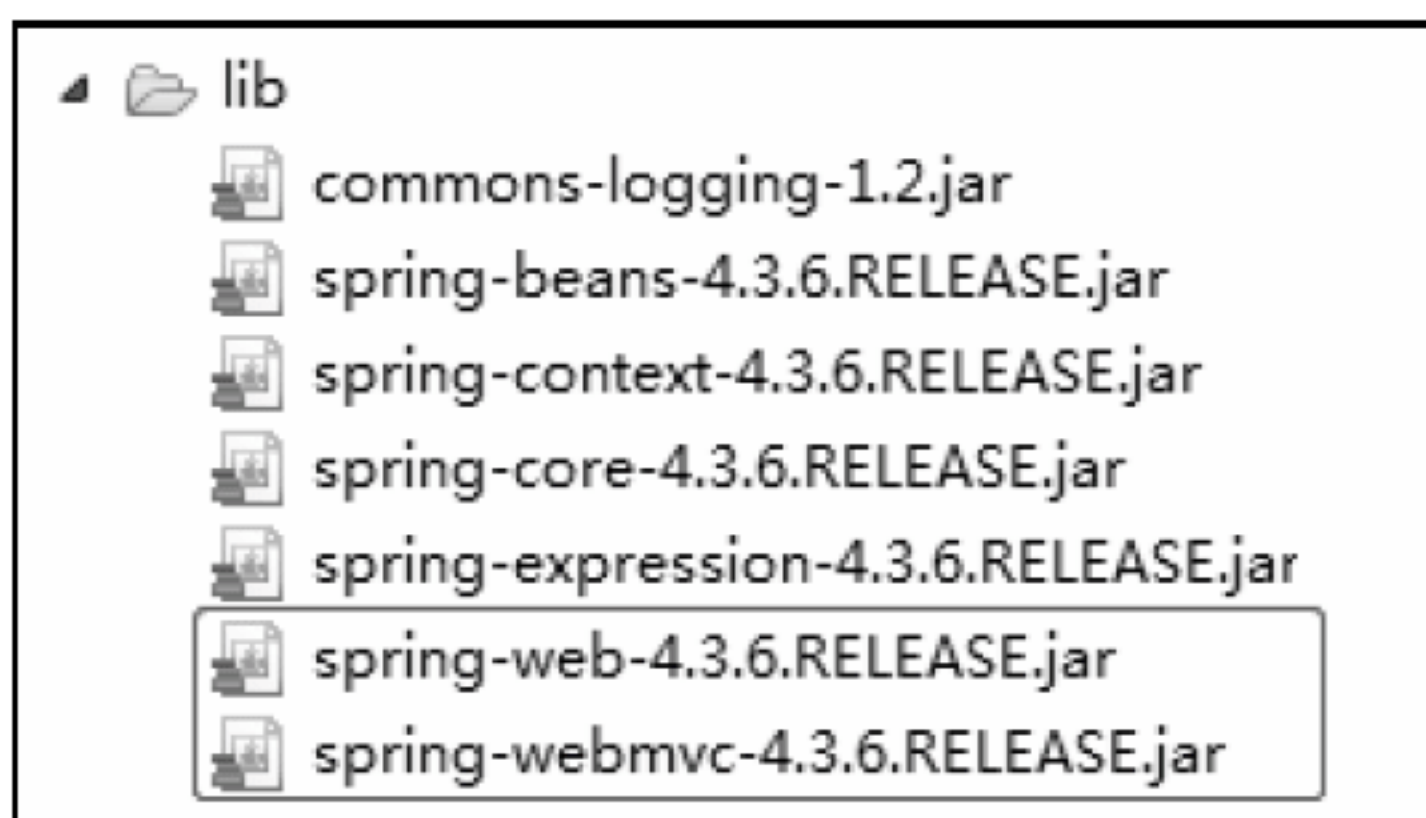 lib
commons-logging-1.2.jar
spring-beans-4.3.6.RELEASE.jar
spring-context-4.3.6.RELEASE.jar
spring-core-4.3.6.RELEASE.jar
spring-expression-4.3.6.RELEASE.jar
spring-web-4.3.6.RELEASE.jar
spring-webmvc-4.3.6.RELEASE.jar